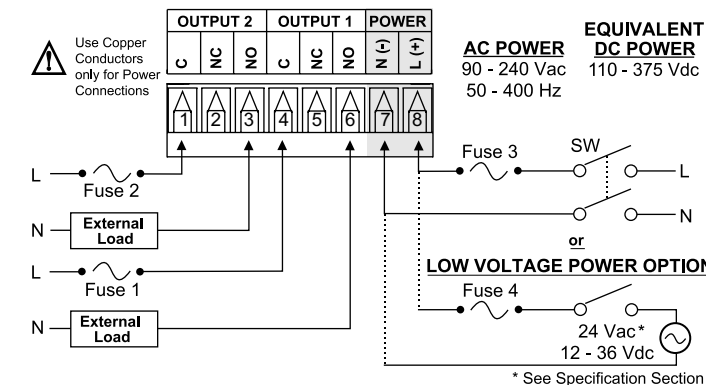 OUTPUT 2 OUTPUT 1 POWER
C NC NO C NC NO N (-) L (+)
1 2 3 4 5 6 7 8
Use Copper
Conductors
only for Power
Connections
AC POWER
90 - 240 Vac
50 - 400 Hz
EQUIVALENT
DC POWER
110 - 375 Vdc
L
Fuse 2
N
External
Load
L
Fuse 1
N
External
Load
Fuse 3
SW
L
N
or
LOW VOLTAGE POWER OPTION
Fuse 4
24 Vac*
12 - 36 Vdc
* See Specification Section